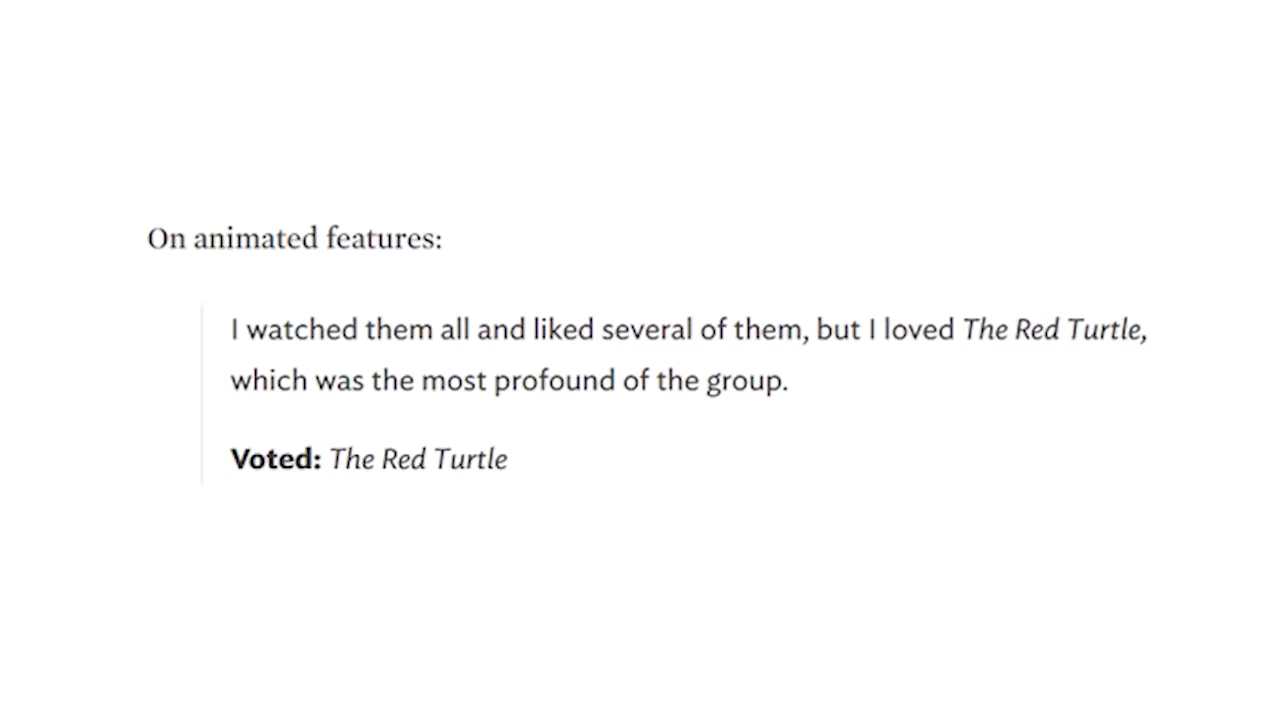 On animated features:
I watched them all and liked several of them, but I loved The Red Turtle,
which was the most profound of the group.
Voted: The Red Turtle